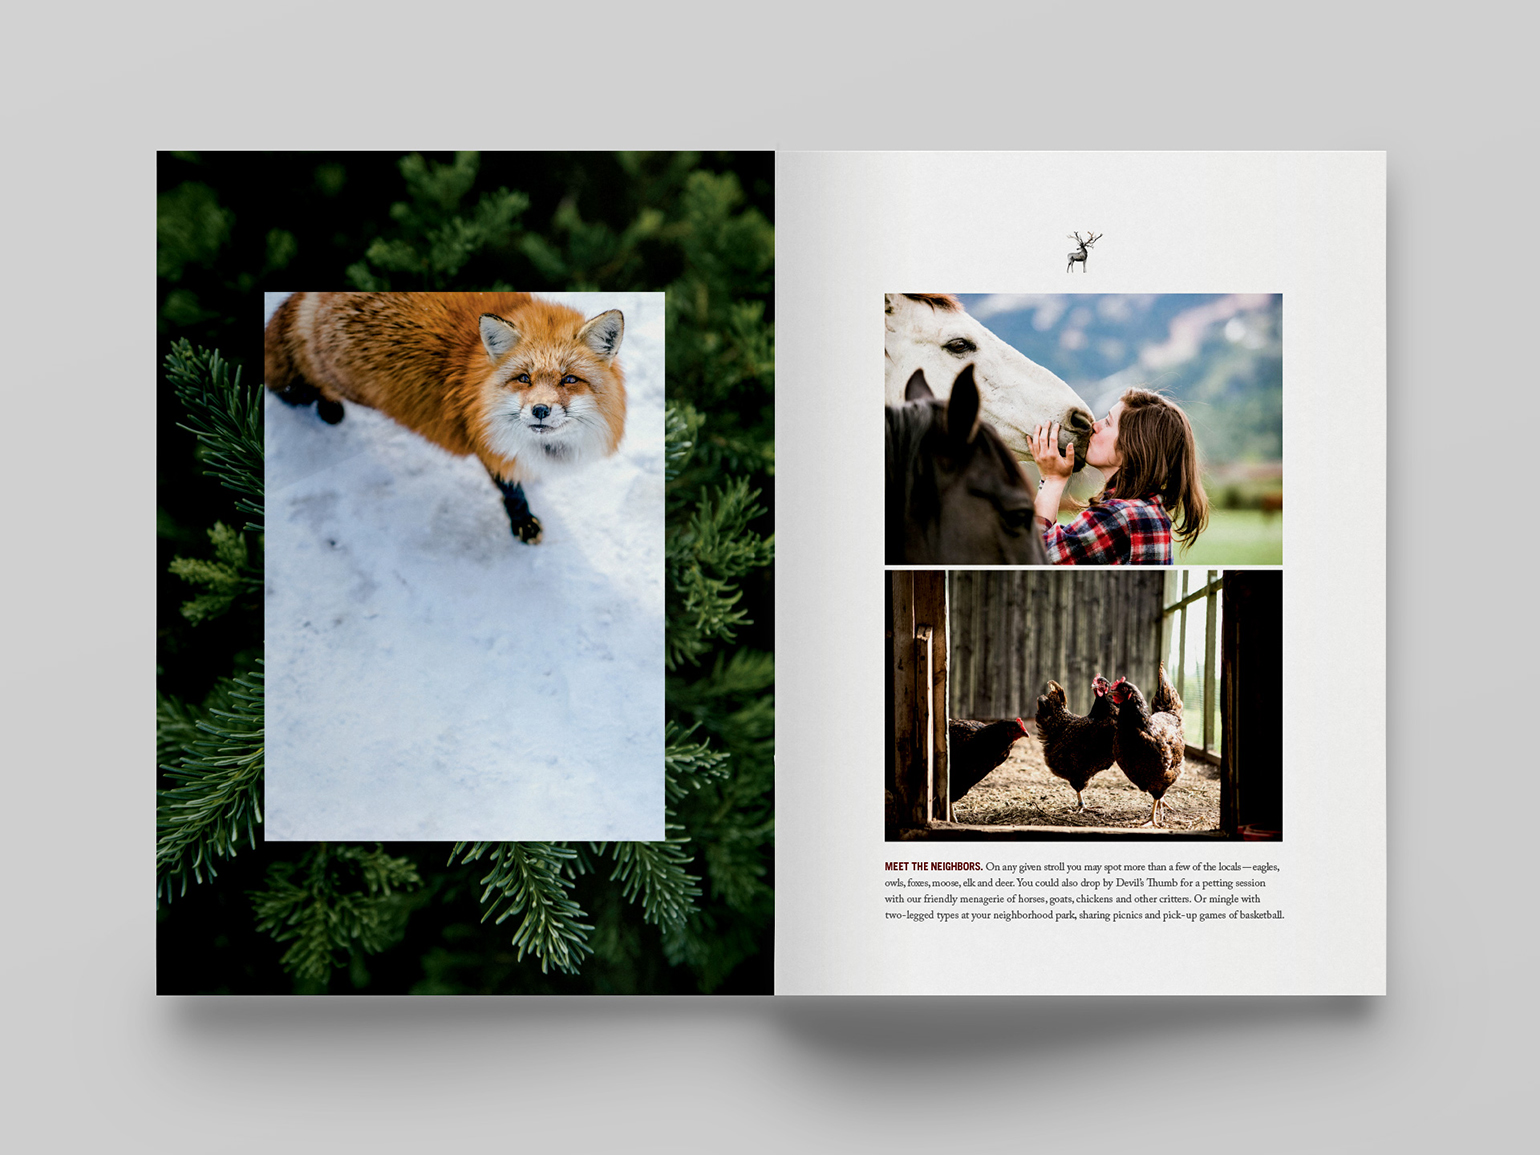 MEET THE NEIGHBORS. On any given stroll you may spot more than a few of the locals—eagles,
owls, foxes, moose, elk and deer. You could also drop by Devil's Thumb for a petting session
with our friendly menagerie of horses, goats, chickens and other critters. Or mingle with
two-legged types at your neighborhood park, sharing picnics and pick-up games of basketball.